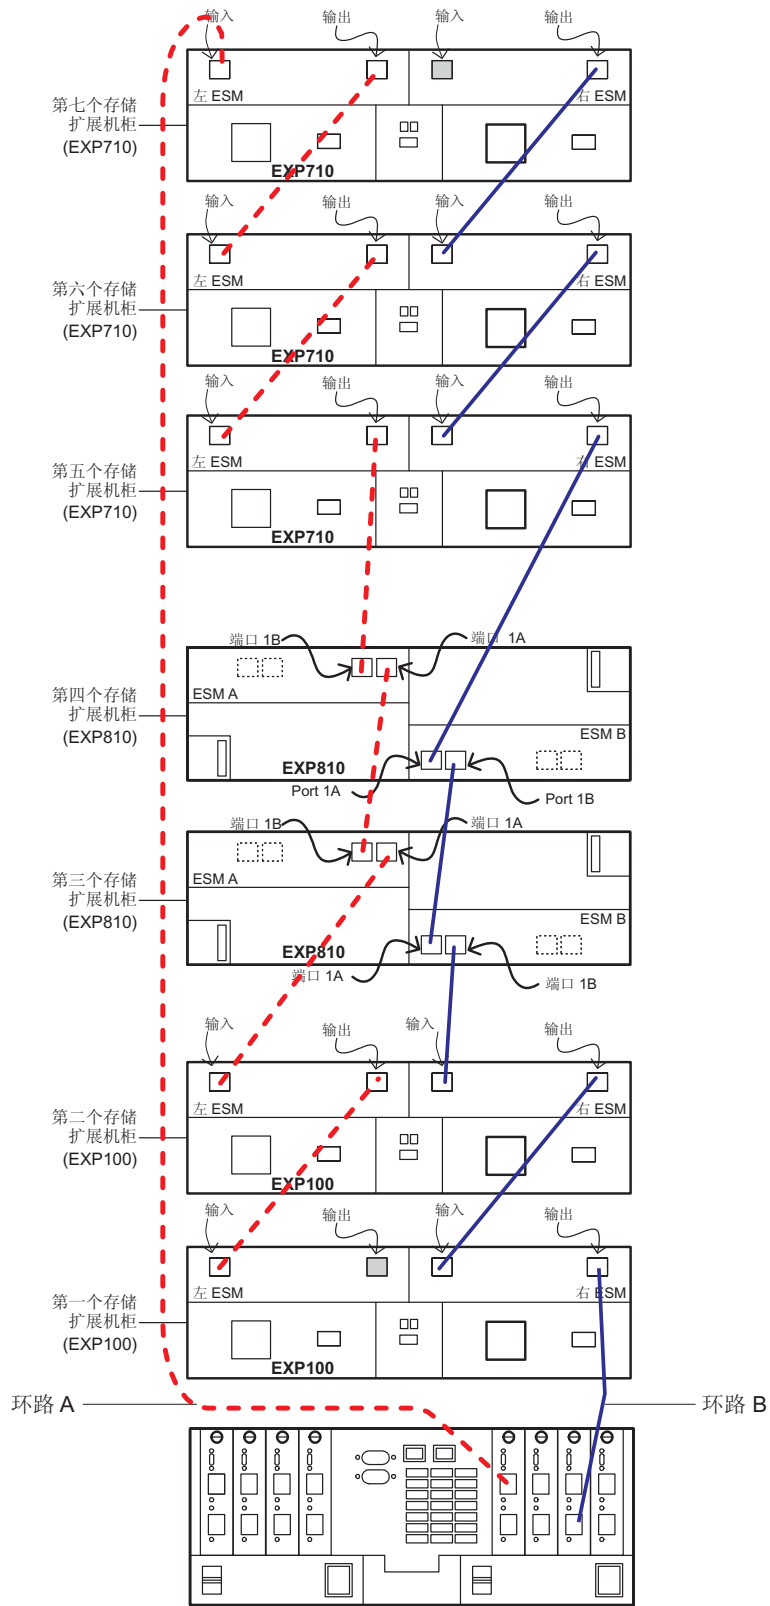 输入 输出 输入 输出
左 ESM 右 ESM
第七个存储
扩展机柜
(EXP710)
EXP710
输入 输出 输入 输出
左 ESM 右 ESM
第六个存储
扩展机柜
(EXP710)
EXP710
输入 输出 输入 输出
左 ESM 右 ESM
第五个存储
扩展机柜
(EXP710)
EXP710
端口 1B 端口 1A
ESM A
第四个存储
扩展机柜
(EXP810)
ESM B
EXP810
Port 1A Port 1B
端口 1B 端口 1A
ESM A
第三个存储
扩展机柜
(EXP810)
ESM B
EXP810
端口 1A 端口 1B
输入 输出 输入 输出
左 ESM 右 ESM
第二个存储
扩展机柜
(EXP100)
EXP100
输入 输出 输入 输出
左 ESM 右 ESM
第一个存储
扩展机柜
(EXP100)
EXP100
环路 A 环路 B